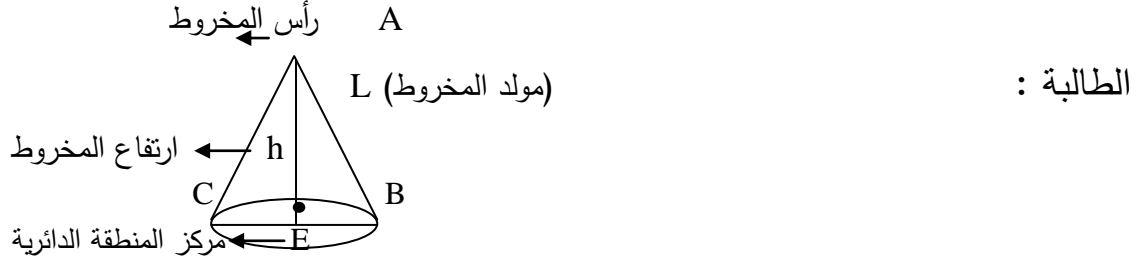 رأس المخروط A
الطالبة :
L (مولد المخروط)
ارتفاع المخروط h
C B
مركز المنطقة الدائرية E